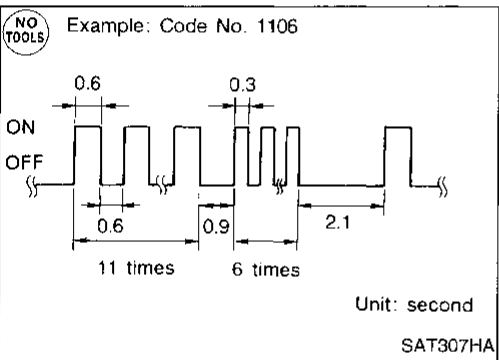 NO TOOLS
Example: Code No. 1106
0.6
0.3
ON
OFF
0.6
0.9
2.1
11 times
6 times
Unit: second
SAT307HA